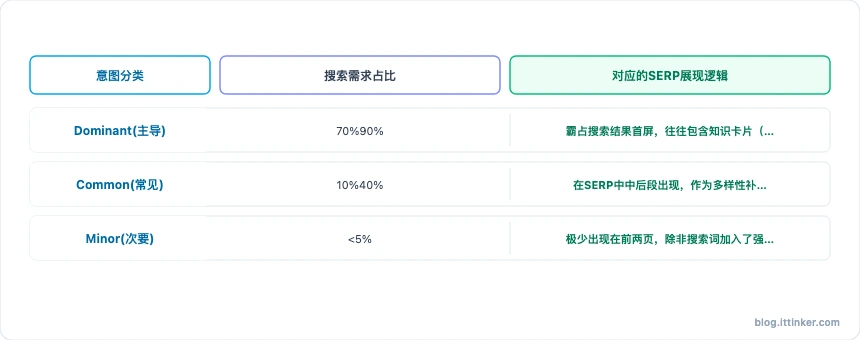 意图分类 搜索需求占比 对应的SERP展现逻辑
Dominant(主导) 70%90% 霸占搜索结果首屏，往往包含知识卡片（...
Common(常见) 10%40% 在SERP中中后段出现，作为多样性补...
Minor(次要) <5% 极少出现在前两页，除非搜索词加入了强...
blog.ittinker.com